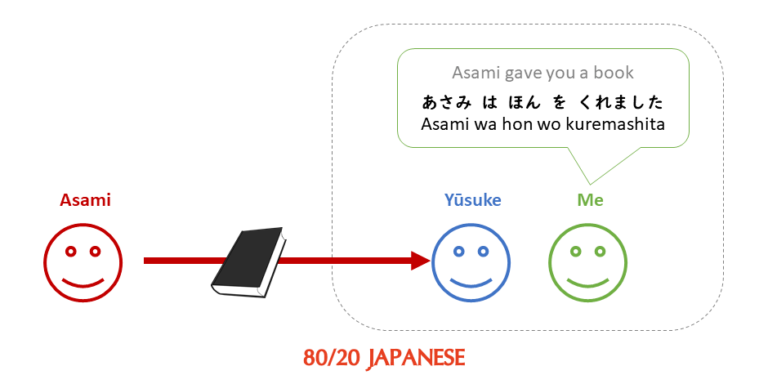 Asami gave you a book
あさみ は ほん を くれました
Asami wa hon wo kuremashita
Asami
Yūsuke
Me
80/20 JAPANESE